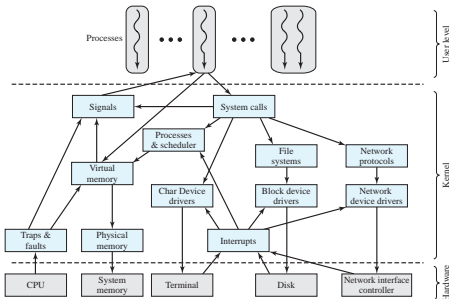 Processes
User level
Signals
System calls
Processes
& scheduler
File
systems
Network
protocols
Kernel
Virtual
memory
Char Device
drivers
Block device
drivers
Network
device drivers
Traps &
faults
Physical
memory
Interrupts
CPU
System
memory
Terminal
Disk
Network interface
controller
Hardware